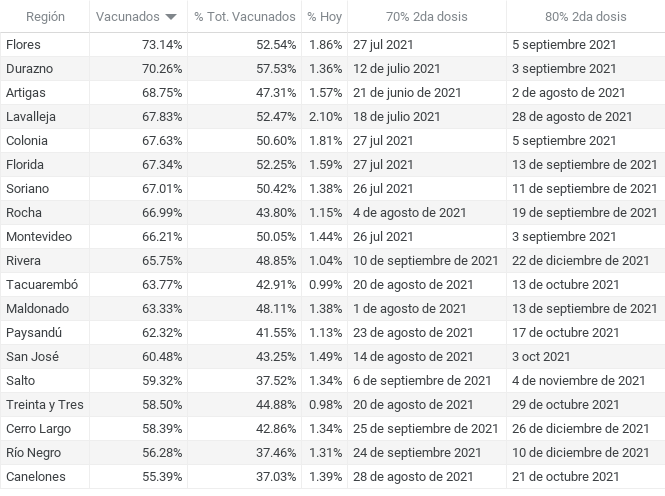 Región Vacunados % Tot. Vacunados % Hoy 70% 2da dosis 80% 2da dosis
Flores 73.14% 52.54% 1.86% 27 jul 2021 5 septiembre 2021
Durazno 70.26% 57.53% 1.36% 12 de julio 2021 3 septiembre 2021
Artigas 68.75% 47.31% 1.57% 21 de junio de 2021 2 de agosto de 2021
Lavalleja 67.83% 52.47% 2.10% 18 de julio 2021 28 de agosto de 2021
Colonia 67.63% 50.60% 1.81% 27 jul 2021 5 septiembre 2021
Florida 67.34% 52.25% 1.59% 27 jul 2021 13 de septiembre de 2021
Soriano 67.01% 50.42% 1.38% 26 jul 2021 11 de septiembre de 2021
Rocha 66.99% 43.80% 1.15% 4 de agosto de 2021 19 de septiembre de 2021
Montevideo 66.21% 50.05% 1.44% 26 jul 2021 3 septiembre 2021
Rivera 65.75% 48.85% 1.04% 10 de septiembre de 2021 22 de diciembre de 2021
Tacuarembó 63.77% 42.91% 0.99% 20 de agosto de 2021 13 de octubre 2021
Maldonado 63.33% 48.11% 1.38% 1 de agosto de 2021 13 de septiembre de 2021
Paysandú 62.32% 41.55% 1.13% 23 de agosto de 2021 17 de octubre 2021
San José 60.48% 43.25% 1.49% 14 de agosto de 2021 3 oct 2021
Salto 59.32% 37.52% 1.34% 6 de septiembre de 2021 4 de noviembre de 2021
Treinta y Tres 58.50% 44.88% 0.98% 20 de agosto de 2021 29 de octubre 2021
Cerro Largo 58.39% 42.86% 1.34% 25 de septiembre de 2021 26 de diciembre de 2021
Río Negro 56.28% 37.46% 1.31% 24 de septiembre 2021 10 de diciembre de 2021
Canelones 55.39% 37.03% 1.39% 28 de agosto de 2021 21 de octubre 2021